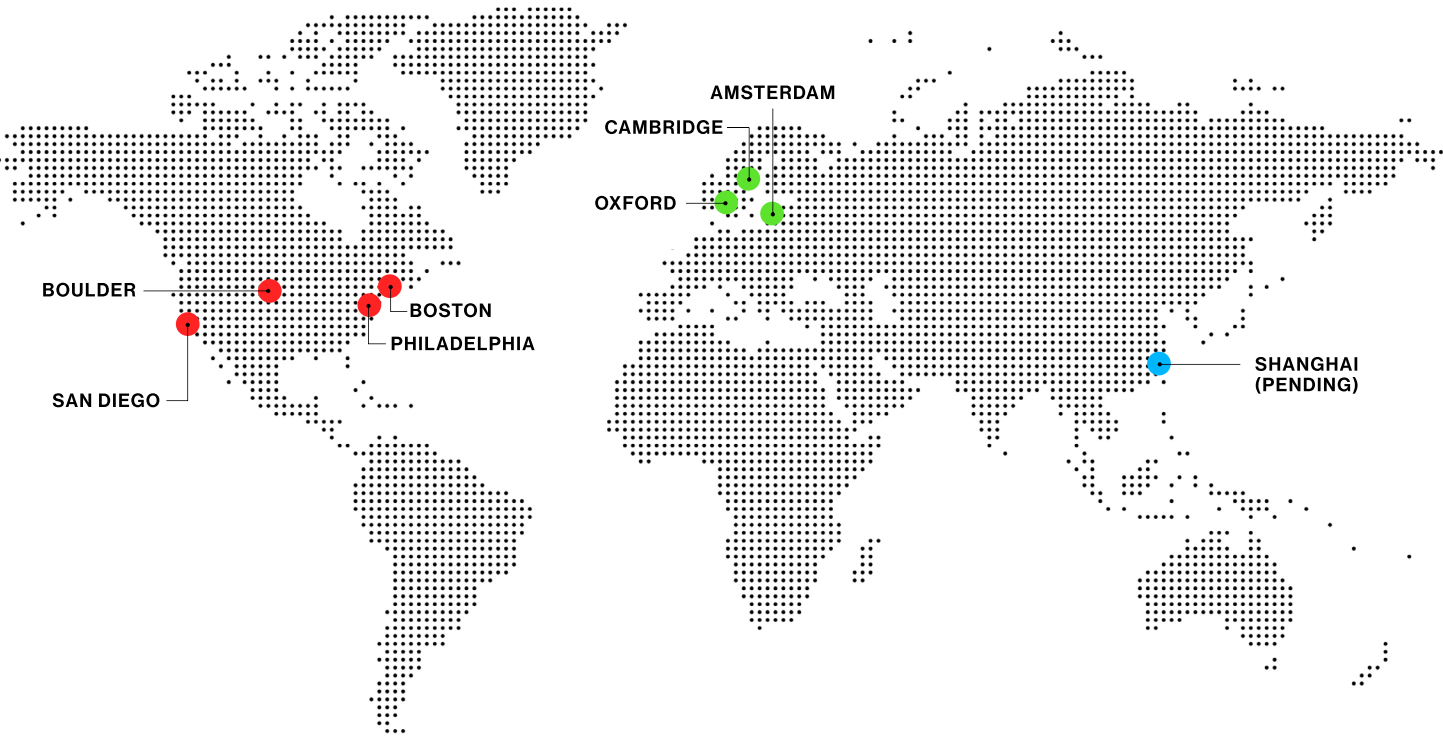 AMSTERDAM
CAMBRIDGE
OXFORD
BOULDER
BOSTON
PHILADELPHIA
SAN DIEGO
SHANGHAI
(PENDING)